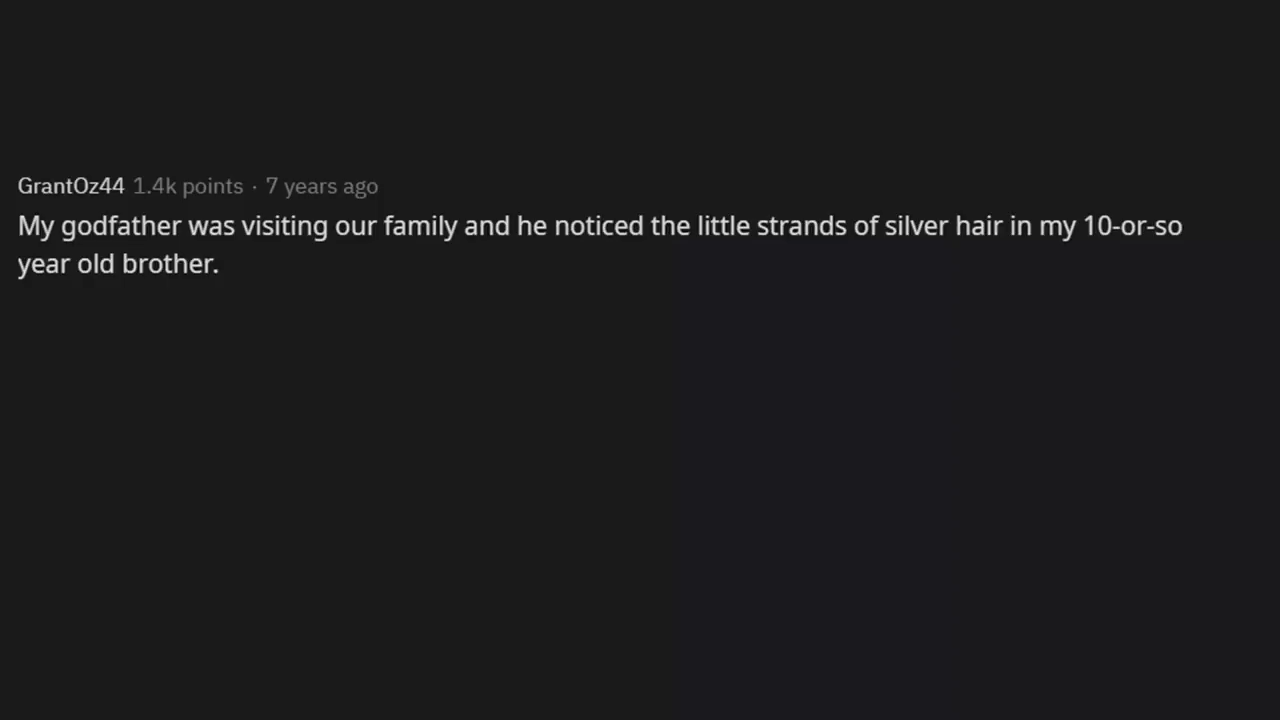 GrantOz44 1.4k points · 7 years ago
My godfather was visiting our family and he noticed the little strands of silver hair in my 10-or-so
year old brother.